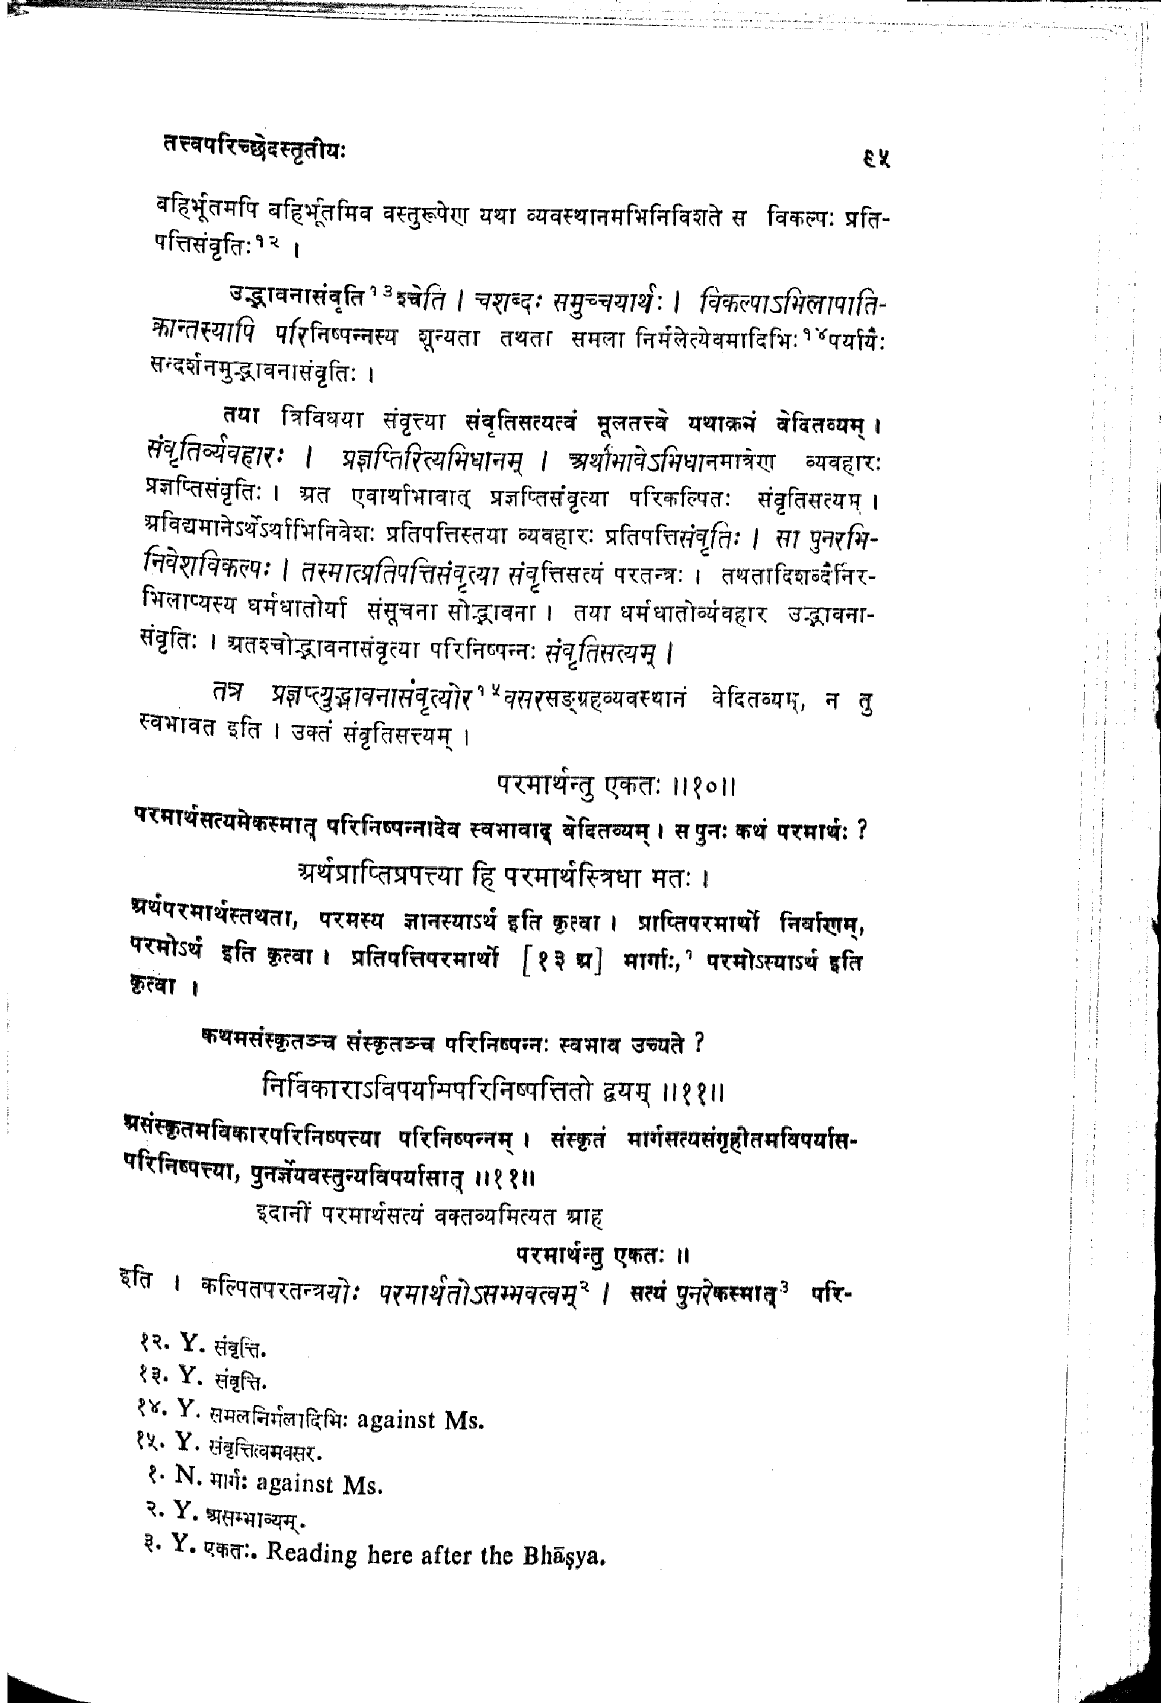 तत्त्वपरिच्छेदस्तृतीयः ६५
बहिर्भूतमपि बहिर्भूतमिव वस्तुरूपेण यथा व्यवस्थानमभिनिविशते स विकल्पः प्रति-
पत्तिसंवृतिः१२ ।
उद्भावनासंवृति१३श्चेति । चशब्दः समुच्चयार्थः । विकल्पाऽभिलापाति-
क्रान्तस्यापि परिनिष्पन्नस्य शून्यता तथता समला निर्मलेत्येवमादिभिः१४पर्यायैः
सन्दर्शनमुद्भावनासंवृतिः ।
तया त्रिविधया संवृत्त्या संवृतिसत्यत्वं मूलतत्त्वे यथाक्रनं वेदितव्यम् ।
संवृतिर्व्यवहारः । प्रज्ञप्तिरित्यभिधानम् । अर्थाभावेऽभिधानमात्रेण व्यवहारः
प्रज्ञप्तिसंवृतिः । अत एवार्थाभावात् प्रज्ञप्तिसंवृत्या परिकल्पितः संवृतिसत्यम् ।
अविद्यमानेऽर्थेऽर्थाभिनिवेशः प्रतिपत्तिस्तया व्यवहारः प्रतिपत्तिसंवृतिः । सा पुनरभि-
निवेशविकल्पः । तस्मात्प्रतिपत्तिसंवृत्या संवृत्तिसत्यं परतन्त्रः । तथतादिशब्दैर्निर-
भिलाप्यस्य धर्मधातोर्या संसूचना सोद्भावना । तया धर्मधातोर्व्यवहार उद्भावना-
संवृतिः । अतश्चोद्भावनासंवृत्या परिनिष्पन्नः संवृतिसत्यम् ।
तत्र प्रज्ञप्त्युद्भावनासंवृत्योर१५वसरसङ्ग्रहव्यवस्थानं वेदितव्यम्, न तु
स्वभावत इति । उक्तं संवृतिसत्त्यम् ।
परमार्थन्तु एकतः ॥१०॥
परमार्थसत्यमेकस्मात् परिनिष्पन्नादेव स्वभावाद् वेदितव्यम् । स पुनः कथं परमार्थः ?
अर्थप्राप्तिप्रपत्त्या हि परमार्थस्त्रिधा मतः ।
अर्थपरमार्थस्तथता, परमस्य ज्ञानस्याऽर्थ इति कृत्वा । प्राप्तिपरमार्थो निर्वाणम्,
परमोऽर्थ इति कृत्वा । प्रतिपत्तिपरमार्थो [१३ अ] मार्गाः,१ परमोऽस्याऽर्थ इति
कृत्वा ।
कथमसंस्कृतञ्च संस्कृतञ्च परिनिष्पन्नः स्वभाव उच्यते ?
निर्विकाराऽविपर्यासपरिनिष्पत्तितो द्वयम् ॥११॥
असंस्कृतमविकारपरिनिष्पत्त्या परिनिष्पन्नम् । संस्कृतं मार्गसत्यसंगृहीतमविपर्यास-
परिनिष्पत्त्या, पुनर्ज्ञेयवस्तुन्यविपर्यासात् ॥११॥
इदानीं परमार्थसत्यं वक्तव्यमित्यत आह
परमार्थन्तु एकतः ॥
इति । कल्पितपरतन्त्रयोः परमार्थतोऽसम्भवत्वम्२ । सत्यं पुनरेकस्मात्३ परि-
१२. Y. संवृत्ति.
१३. Y. संवृत्ति.
१४. Y. समलनिर्मलादिभिः against Ms.
१५. Y. संवृत्तित्वमवसर.
१. N. मार्गः against Ms.
२. Y. असम्भाव्यम्.
३. Y. एकतः. Reading here after the Bhāṣya.